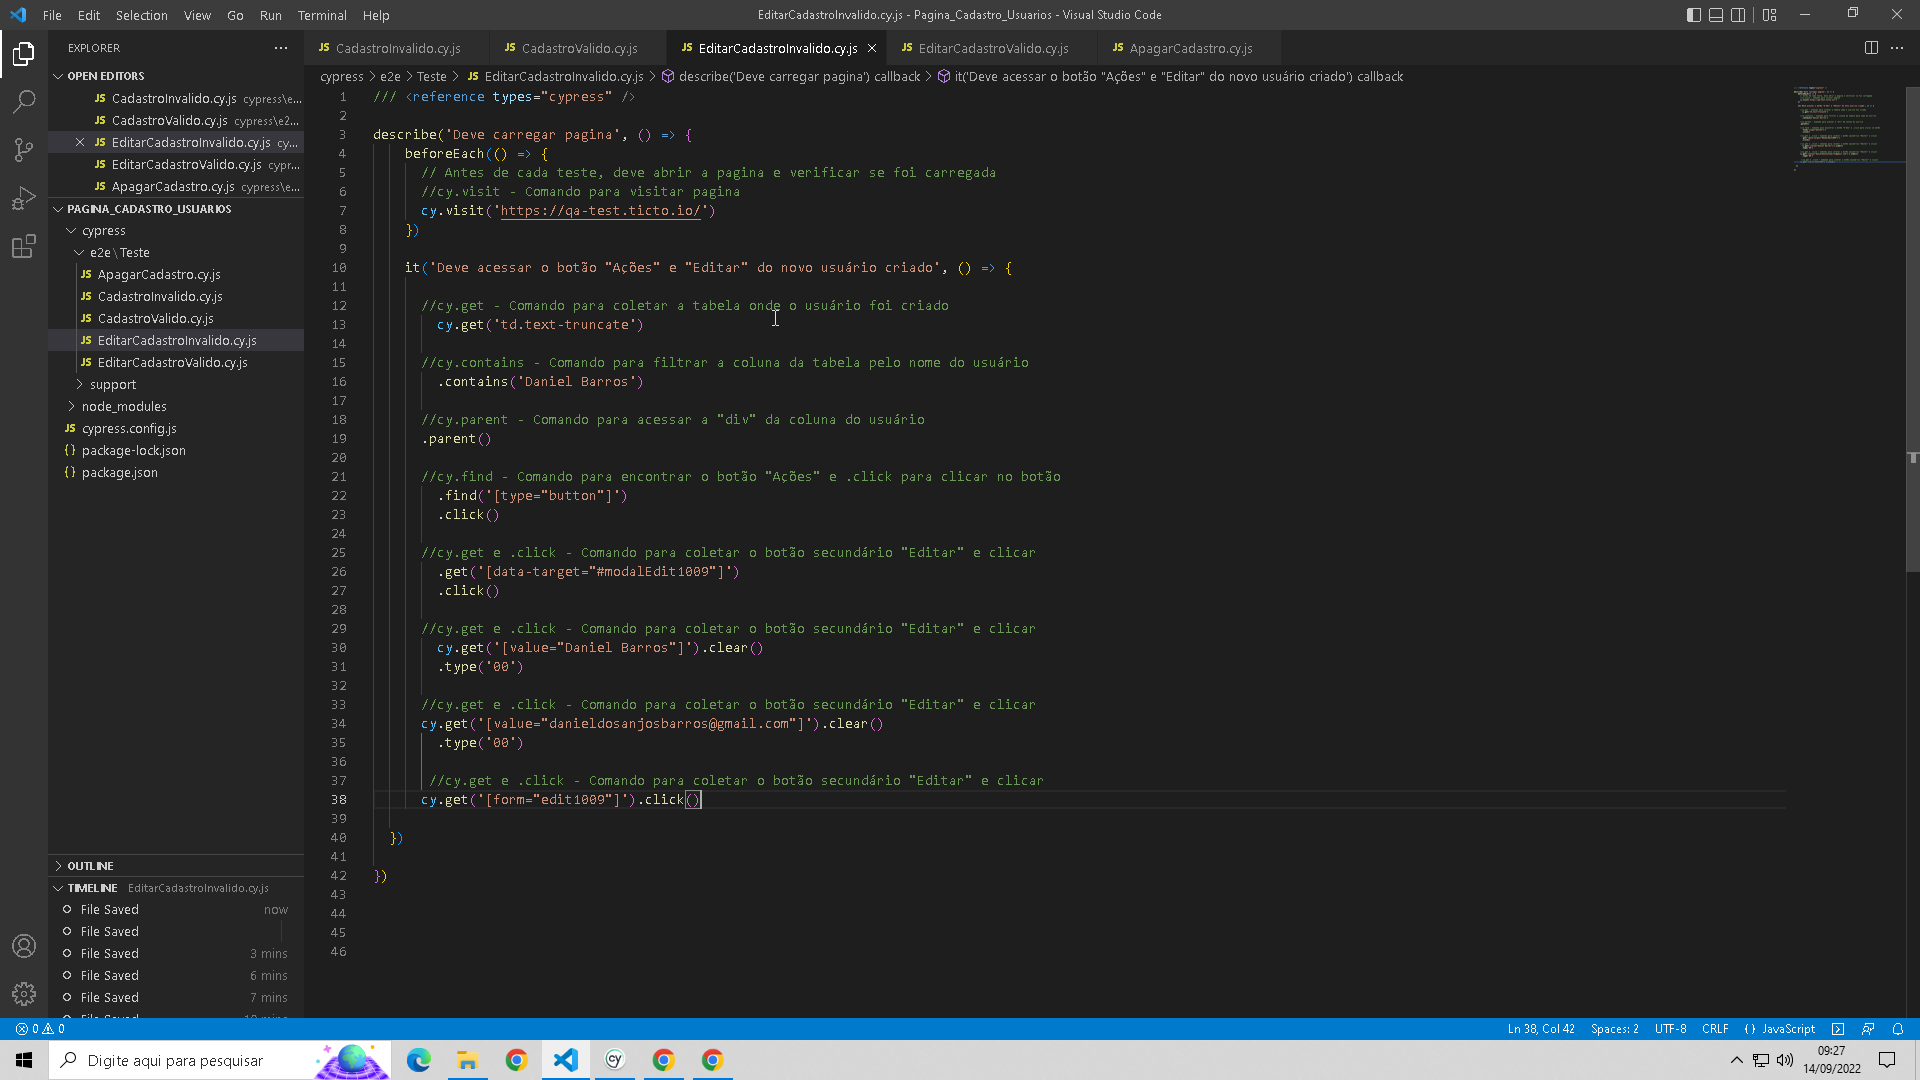 File Edit Selection View Go Run Terminal Help
EditarCadastroInvalido.cy.js - Pagina_Cadastro_Usuarios - Visual Studio Code
EXPLORER
OPEN EDITORS
CadastroInvalido.cy.js cypress\e...
CadastroValido.cy.js cypress\e2...
EditarCadastroInvalido.cy.js cy...
EditarCadastroValido.cy.js cypr...
ApagarCadastro.cy.js cypress\e...
PAGINA_CADASTRO_USUARIOS
cypress
e2e\Teste
ApagarCadastro.cy.js
CadastroInvalido.cy.js
CadastroValido.cy.js
EditarCadastroInvalido.cy.js
EditarCadastroValido.cy.js
support
node_modules
cypress.config.js
package-lock.json
package.json
OUTLINE
TIMELINE EditarCadastroInvalido.cy.js
File Saved now
File Saved
File Saved 3 mins
File Saved 6 mins
File Saved 7 mins
CadastroInvalido.cy.js CadastroValido.cy.js EditarCadastroInvalido.cy.js EditarCadastroValido.cy.js ApagarCadastro.cy.js
cypress > e2e > Teste > JS EditarCadastroInvalido.cy.js > describe('Deve carregar pagina') callback > it('Deve acessar o botão "Ações" e "Editar" do novo usuário criado') callback
1 /// <reference types="cypress" />
2
3 describe('Deve carregar pagina', () => {
4 beforeEach(() => {
5 // Antes de cada teste, deve abrir a pagina e verificar se foi carregada
6 //cy.visit - Comando para visitar pagina
7 cy.visit('https://qa-test.ticto.io/')
8 })
9
10 it('Deve acessar o botão "Ações" e "Editar" do novo usuário criado', () => {
11
12 //cy.get - Comando para coletar a tabela onde o usuário foi criado
13 cy.get('td.text-truncate')
14
15 //cy.contains - Comando para filtrar a coluna da tabela pelo nome do usuário
16 .contains('Daniel Barros')
17
18 //cy.parent - Comando para acessar a "div" da coluna do usuário
19 .parent()
20
21 //cy.find - Comando para encontrar o botão "Ações" e .click para clicar no botão
22 .find('[type="button"]')
23 .click()
24
25 //cy.get e .click - Comando para coletar o botão secundário "Editar" e clicar
26 .get('[data-target="#modalEdit1009"]')
27 .click()
28
29 //cy.get e .click - Comando para coletar o botão secundário "Editar" e clicar
30 cy.get('[value="Daniel Barros"]').clear()
31 .type('00')
32
33 //cy.get e .click - Comando para coletar o botão secundário "Editar" e clicar
34 cy.get('[value="danieldosanjosbarros@gmail.com"]').clear()
35 .type('00')
36
37 //cy.get e .click - Comando para coletar o botão secundário "Editar" e clicar
38 cy.get('[form="edit1009"]').click()
39
40 })
41
42 })
43
44
45
46
0 0
Ln 38, Col 42 Spaces: 2 UTF-8 CRLF {} JavaScript
Digite aqui para pesquisar
cy
09:27
14/09/2022